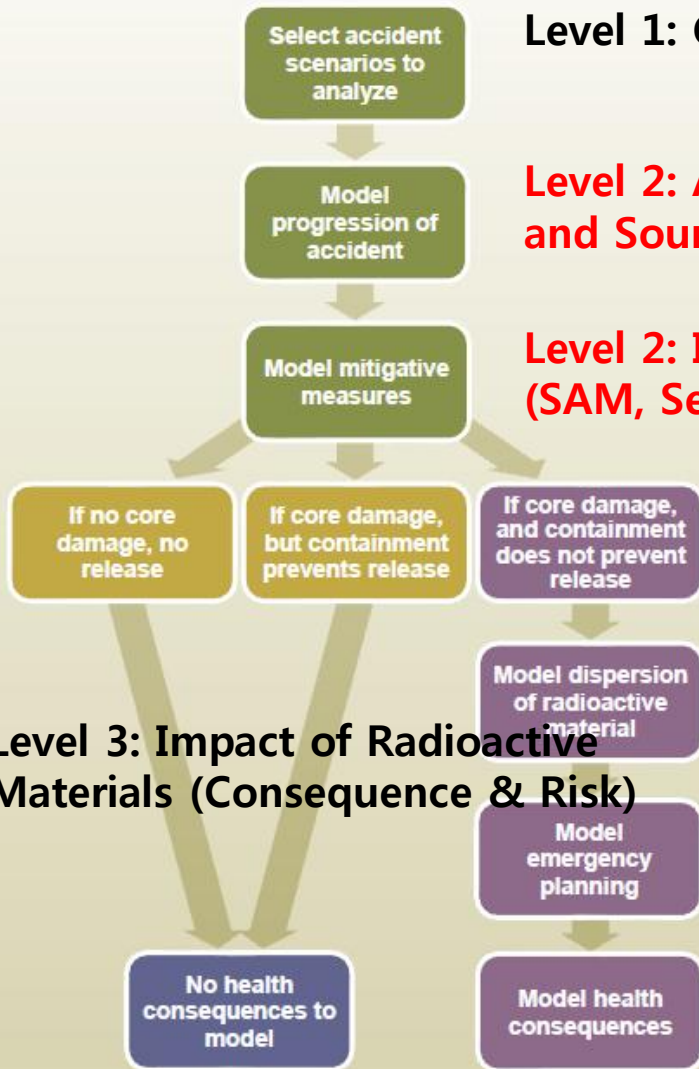 Select accident
scenarios to
analyze
Level 1:
Model
progression of
accident
Level 2:
and
Model mitigative
measures
Level 2:
(SAM,
If no core
damage, no
release
If core damage,
but containment
prevents release
If core damage,
and containment
does not prevent
release
Model dispersion
of radioactive
material
Level 3: Impact of Radioactive
Materials (Consequence & Risk)
Model
emergency
planning
No health
consequences to
model
Model health
consequences